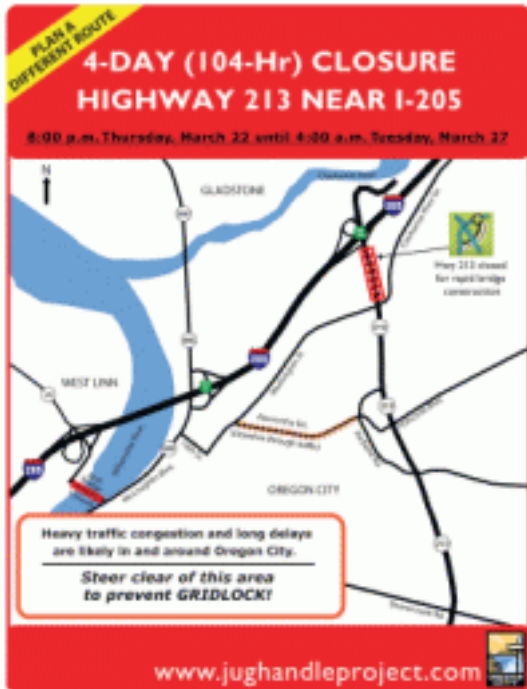 PLAN A
DIFFERENT ROUTE
4-DAY (104-Hr) CLOSURE
HIGHWAY 213 NEAR I-205
8:00 p.m. Thursday, March 22 until 4:00 a.m. Tuesday, March 27
N
GLADSTONE
205
Hwy 213 closed
for rapid bridge
construction
205
WEST LINN
Washington St
213
205
OREGON CITY
213
Heavy traffic congestion and long delays
are likely in and around Oregon City.
Steer clear of this area
to prevent GRIDLOCK!
www.jughandleproject.com